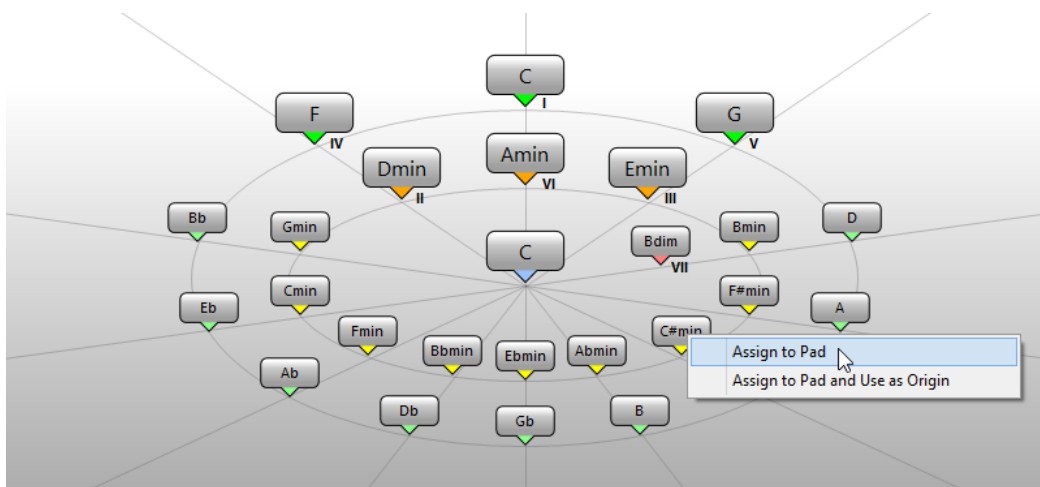 C
I
F
IV
G
V
Amin
VI
Dmin
II
Emin
III
Bb
Gmin
Bmin
D
C
Bdim
VII
Eb
Cmin
F#min
A
Fmin
C#min
Bbmin
Ebmin
Abmin
Assign to Pad
Assign to Pad and Use as Origin
Ab
Db
Gb
B